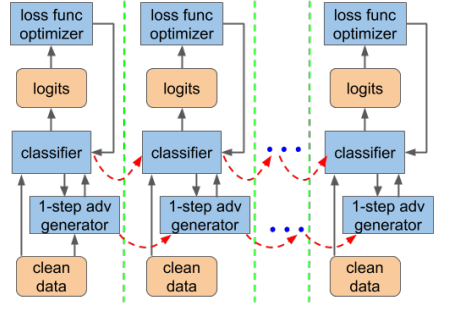 loss func
optimizer
logits
classifier
1-step adv
generator
clean
data
loss func
optimizer
logits
classifier
1-step adv
generator
clean
data
loss func
optimizer
logits
classifier
1-step adv
generator
clean
data